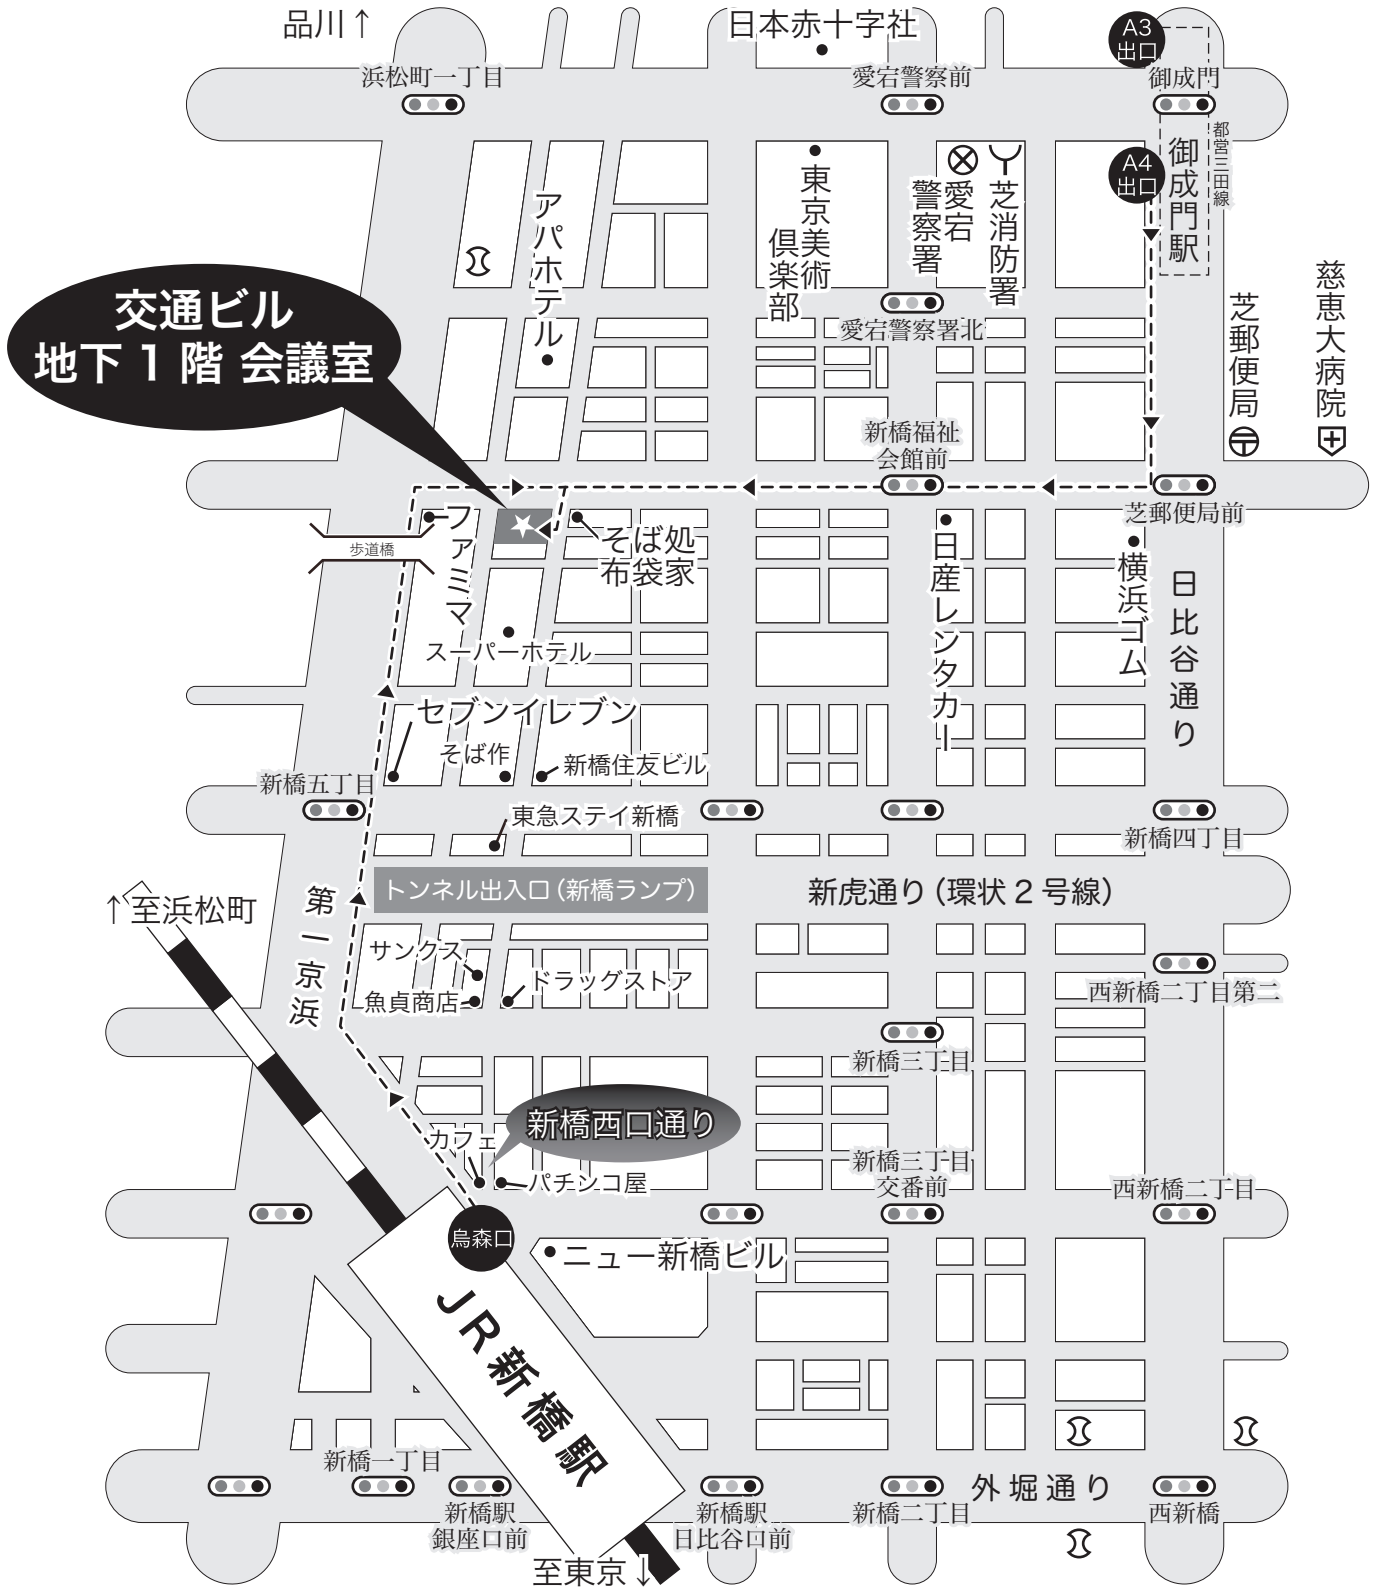 品川↑
日本赤十字社
A3
出口
浜松町一丁目
愛宕警察前
御成門
都営三田線
御成門駅
A4
出口
東京美術
倶楽部
愛宕
警察署
芝消防署
アパホテル
慈恵大病院
芝郵便局
交通ビル
地下1階 会議室
愛宕警察署北
新橋福祉
会館前
芝郵便局前
ファミマ
そば処
布袋家
歩道橋
日産レンタカー
横浜ゴム
日比谷通り
スーパーホテル
セブンイレブン
そば作
新橋住友ビル
新橋五丁目
東急ステイ新橋
新橋四丁目
トンネル出入口(新橋ランプ)
新虎通り(環状2号線)
↑至浜松町
第一京浜
サンクス
魚貞商店
ドラッグストア
西新橋二丁目第二
新橋三丁目
新橋西口通り
カフェ
パチンコ屋
新橋三丁目
交番前
西新橋二丁目
烏森口
ニュー新橋ビル
JR新橋駅
新橋一丁目
新橋駅
銀座口前
新橋駅
日比谷口前
新橋二丁目
外堀通り
西新橋
至東京↓